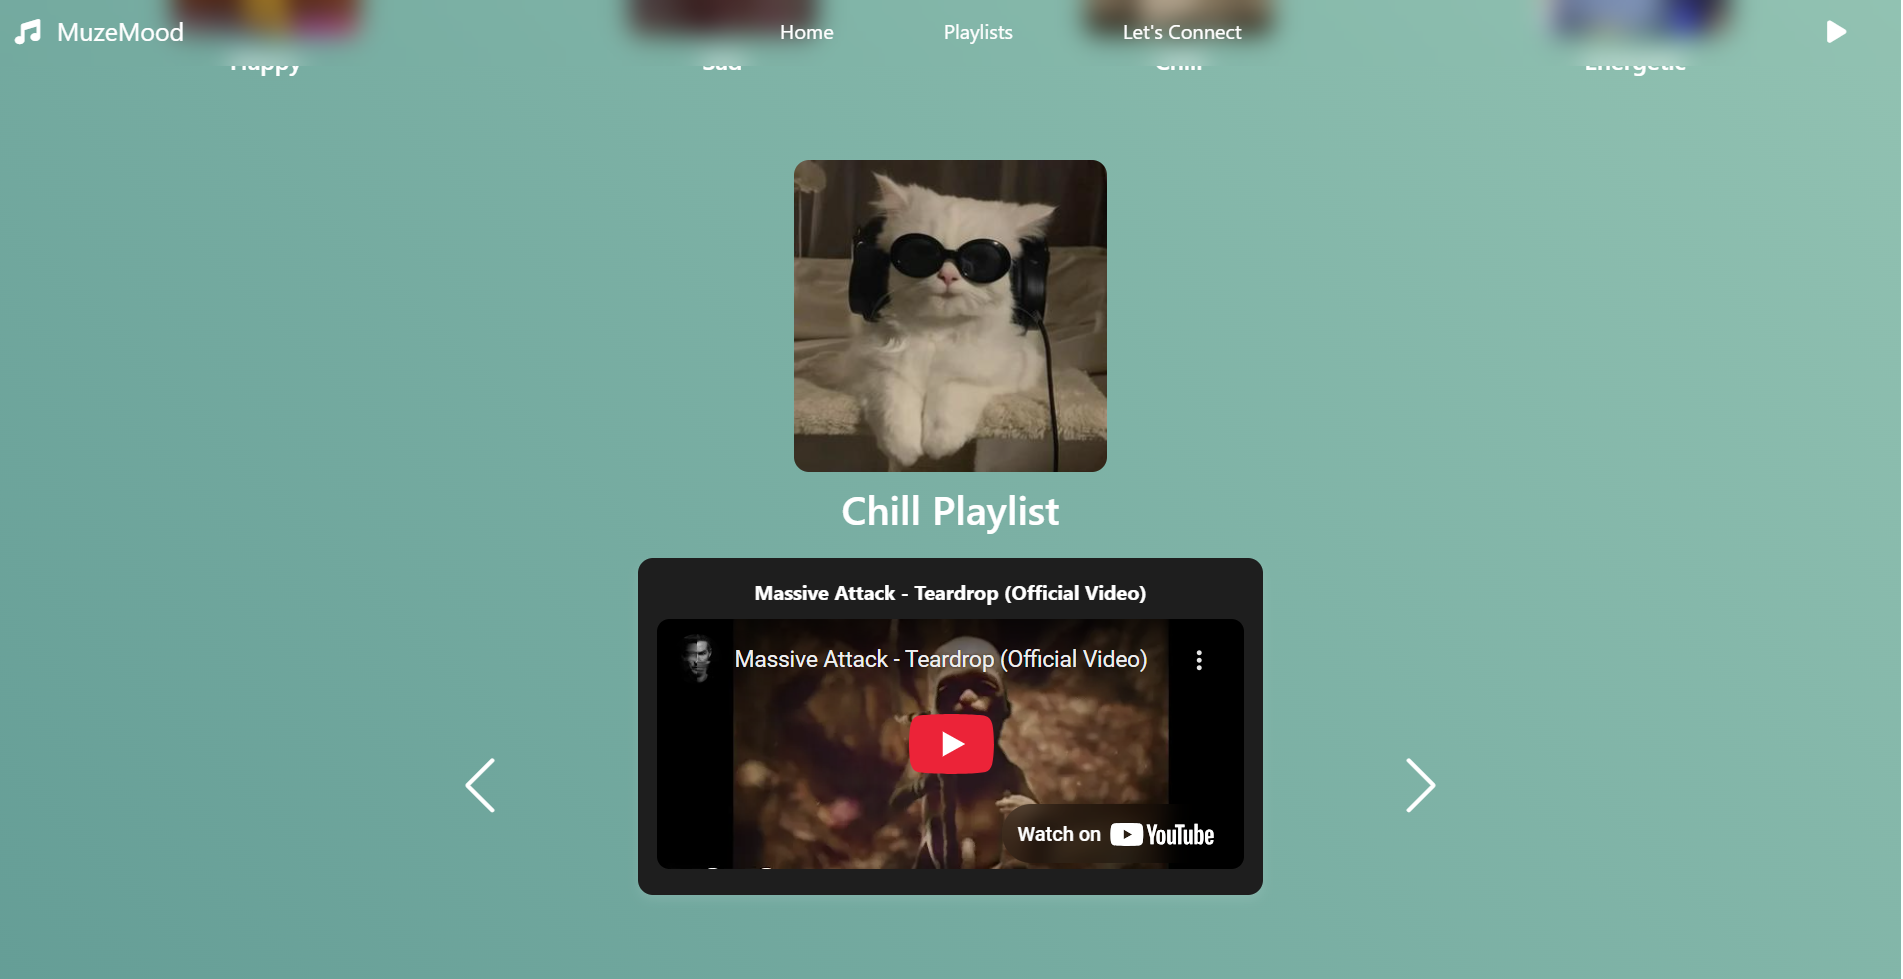 MuzeMood
Home
Playlists
Let's Connect
Happy
Sad
Chill
Energetic
Chill Playlist
Massive Attack - Teardrop (Official Video)
Massive Attack - Teardrop (Official Video)
Watch on YouTube